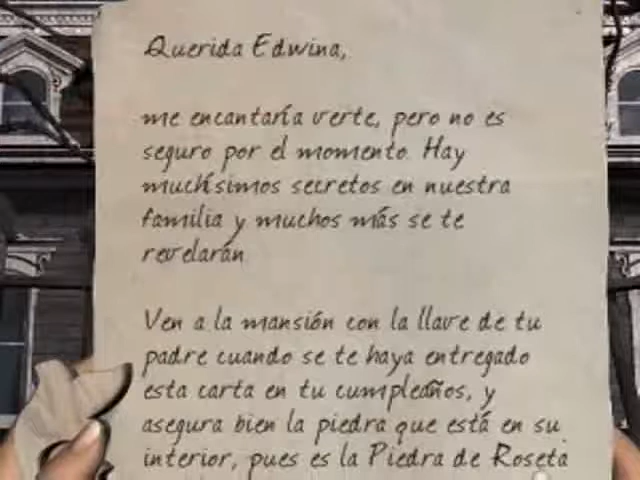 Querida Edwina,
me encantaría verte, pero no es
seguro por el momento. Hay
muchísimos secretos en nuestra
familia y muchos más se te
revelarán.
Ven a la mansión con la llave de tu
padre cuando se te haya entregado
esta carta en tu cumpleaños, y
asegura bien la piedra que está en su
interior, pues es la Piedra de Roseta